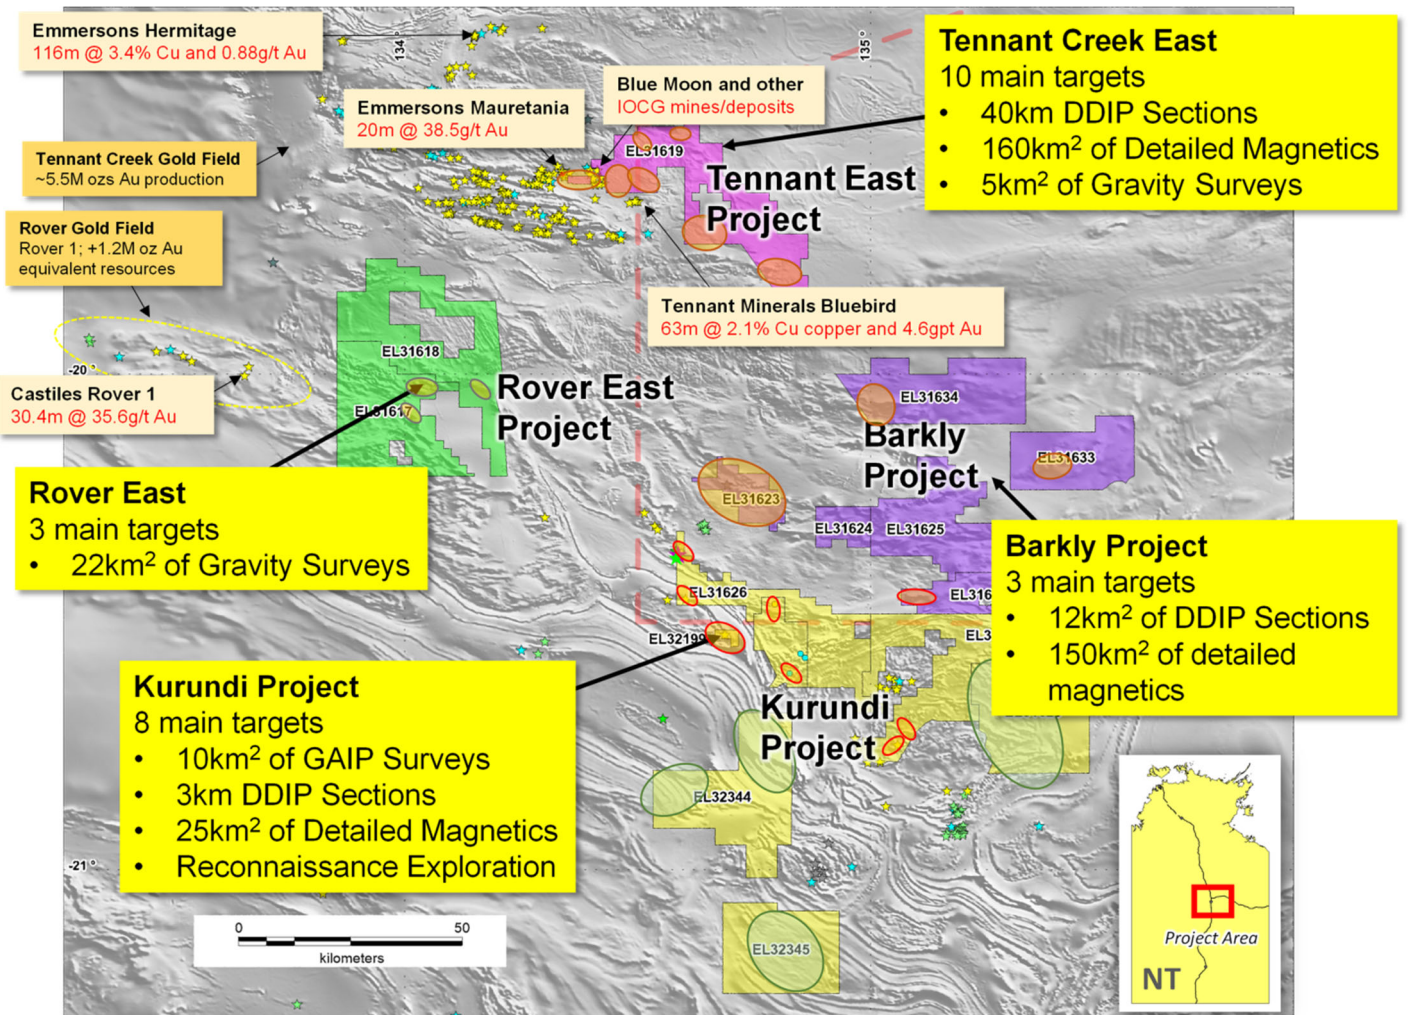 Emmersons Hermitage
116m @ 3.4% Cu and 0.88g/t Au
134 °
135 °
Tennant Creek East
10 main targets
• 40km DDIP Sections
• 160km² of Detailed Magnetics
• 5km² of Gravity Surveys
Blue Moon and other
IOCG mines/deposits
Emmersons Mauretania
20m @ 38.5g/t Au
Tennant Creek Gold Field
~5.5M ozs Au production
EL31619
Tennant East
Project
Rover Gold Field
Rover 1; +1.2M oz Au
equivalent resources
Tennant Minerals Bluebird
63m @ 2.1% Cu copper and 4.6gpt Au
-20 °
EL31618
Castiles Rover 1
30.4m @ 35.6g/t Au
EL31617
Rover East
Project
EL31634
Barkly
Project
EL31633
EL31623
EL31624
EL31625
Rover East
3 main targets
• 22km² of Gravity Surveys
Barkly Project
3 main targets
• 12km² of DDIP Sections
• 150km² of detailed
magnetics
EL31626
EL316
EL32199
EL3
Kurundi Project
8 main targets
• 10km² of GAIP Surveys
• 3km DDIP Sections
• 25km² of Detailed Magnetics
• Reconnaissance Exploration
Kurundi
Project
EL32344
-21 °
0
50
kilometers
EL32345
Project Area
NT